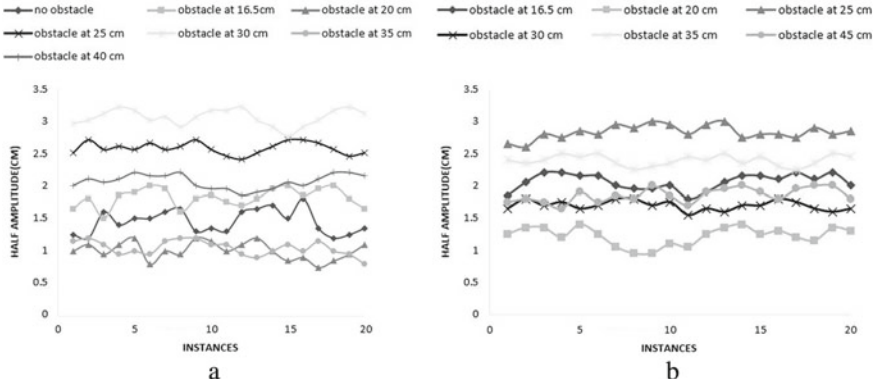 no obstacle
obstacle at 16.5cm
obstacle at 20 cm
obstacle at 25 cm
obstacle at 30 cm
obstacle at 35 cm
obstacle at 40 cm
3.5
3
2.5
2
1.5
1
0.5
0
HALF AMPLITUDE(CM)
0 5 10 15 20
INSTANCES
a
obstacle at 16.5 cm
obstacle at 20 cm
obstacle at 25 cm
obstacle at 30 cm
obstacle at 35 cm
obstacle at 45 cm
3.5
3
2.5
2
1.5
1
0.5
0
HALF AMPLITUDE (CM)
0 5 10 15 20
INSTANCES
b